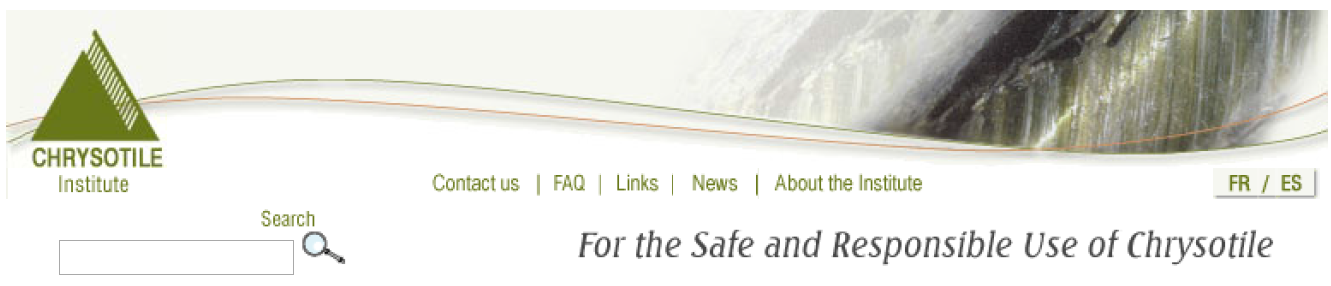 CHRYSOTILE
Institute
Contact us | FAQ | Links | News | About the Institute
FR / ES
Search
For the Safe and Responsible Use of Chrysotile